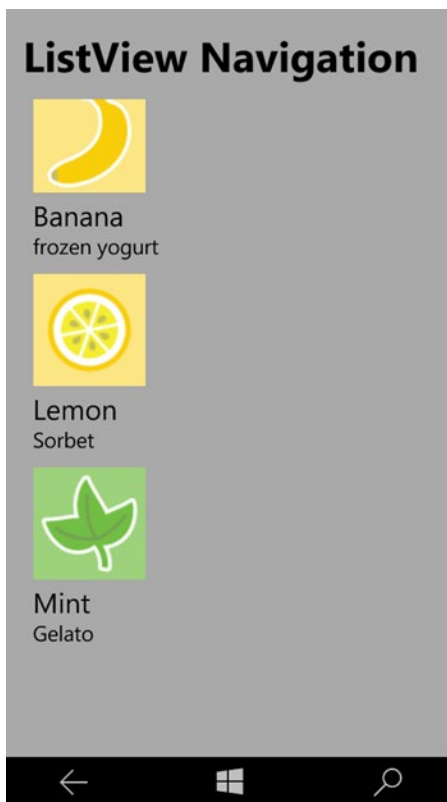 ListView Navigation
Banana
frozen yogurt
Lemon
Sorbet
Mint
Gelato